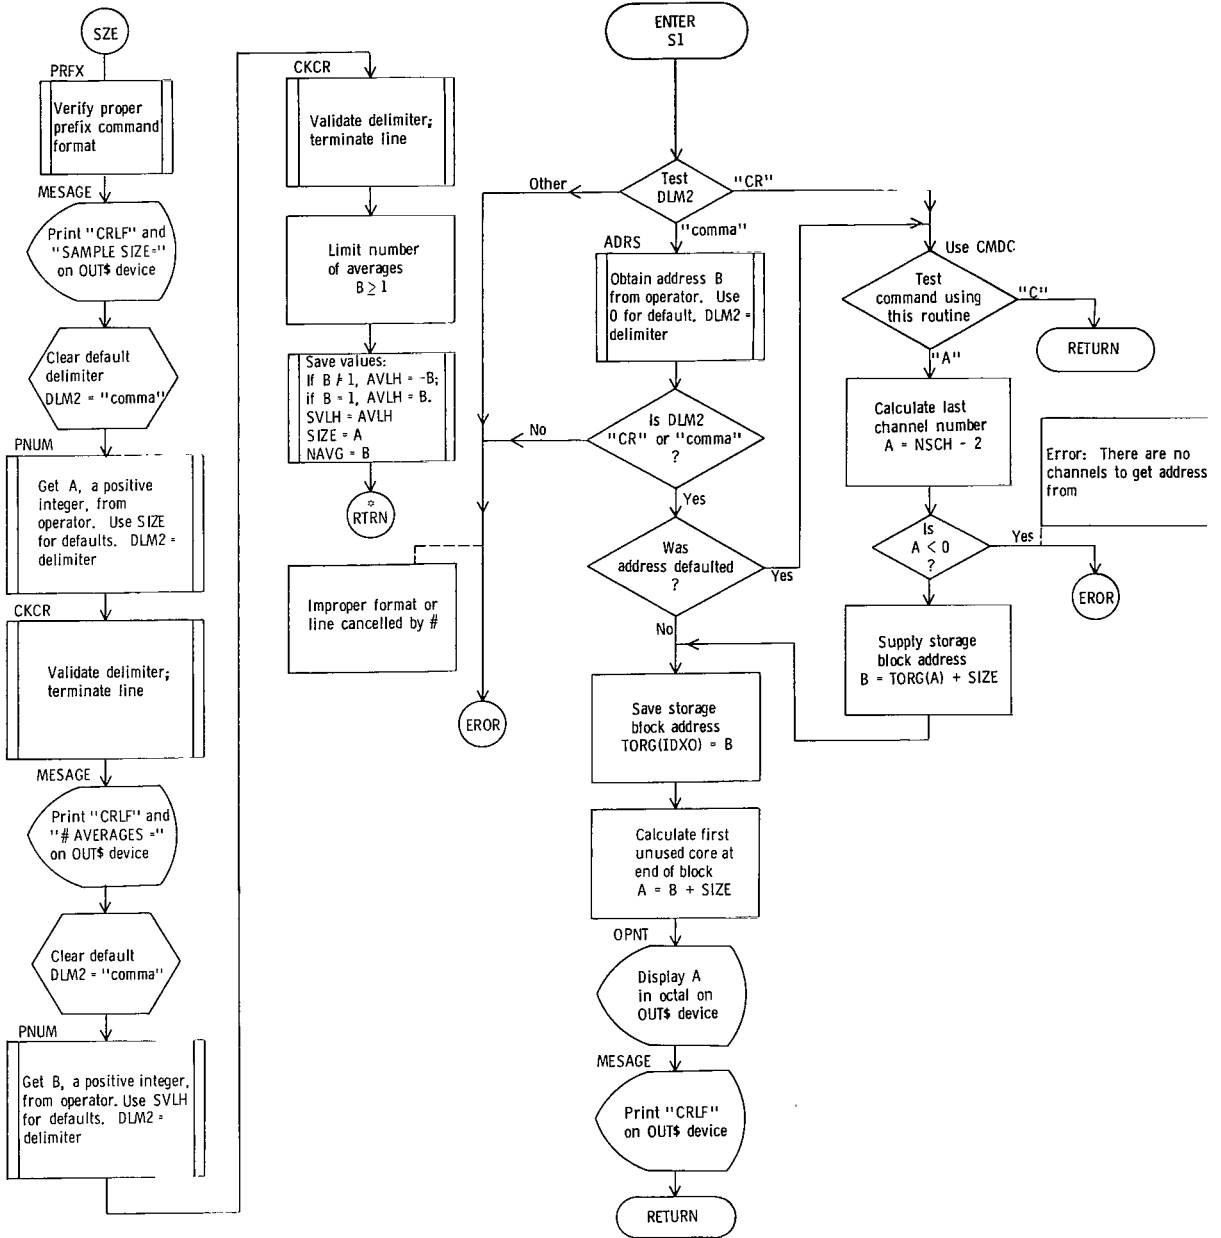 SZE
PRFX
Verify proper
prefix command
format
MESAGE
Print "CRLF" and
"SAMPLE SIZE="
on OUT$ device
Clear default
delimiter
DLM2 = "comma"
PNUM
Get A, a positive
integer, from
operator. Use SIZE
for defaults. DLM2 =
delimiter
CKCR
Validate delimiter;
terminate line
MESAGE
Print "CRLF" and
"# AVERAGES ="
on OUT$ device
Clear default
DLM2 = "comma"
PNUM
Get B, a positive integer,
from operator. Use SVLH
for defaults. DLM2 =
delimiter
CKCR
Validate delimiter;
terminate line
Limit number
of averages
B ≥ 1
Save values:
If B ≠ 1, AVLH = -B;
if B = 1, AVLH = B.
SVLH = AVLH
SIZE = A
NAVG = B
*
RTRN
Improper format or
line cancelled by #
EROR
ENTER
S1
Test
DLM2
Other
"CR"
"comma"
ADRS
Obtain address B
from operator. Use
0 for default. DLM2 =
delimiter
Is DLM2
"CR" or "comma"
?
No
Yes
Was
address defaulted
?
Yes
No
Save storage
block address
TORG(IDXO) = B
Calculate first
unused core at
end of block
A = B + SIZE
OPNT
Display A
in octal on
OUT$ device
MESAGE
Print "CRLF"
on OUT$ device
RETURN
Use CMDC
Test
command using
this routine
"C"
RETURN
"A"
Calculate last
channel number
A = NSCH - 2
Error: There are no
channels to get address
from
Is
A < 0
?
Yes
EROR
Supply storage
block address
B = TORG(A) + SIZE